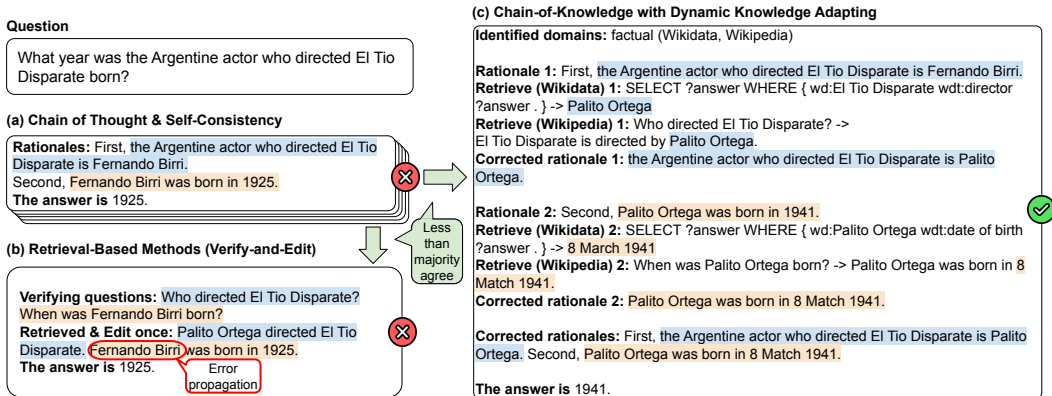 Question
What year was the Argentine actor who directed El Tio
Disparate born?
(a) Chain of Thought & Self-Consistency
Rationales: First, the Argentine actor who directed El Tio
Disparate is Fernando Birri.
Second, Fernando Birri was born in 1925.
The answer is 1925.
Less
than
majority
agree
(b) Retrieval-Based Methods (Verify-and-Edit)
Verifying questions: Who directed El Tio Disparate?
When was Fernando Birri born?
Retrieved & Edit once: Palito Ortega directed El Tio
Disparate. Fernando Birri was born in 1925.
The answer is 1925.
Error
propagation
(c) Chain-of-Knowledge with Dynamic Knowledge Adapting
Identified domains: factual (Wikidata, Wikipedia)
Rationale 1: First, the Argentine actor who directed El Tio Disparate is Fernando Birri.
Retrieve (Wikidata) 1: SELECT ?answer WHERE { wd:El Tio Disparate wdt:director
?answer . } -> Palito Ortega
Retrieve (Wikipedia) 1: Who directed El Tio Disparate? ->
El Tio Disparate is directed by Palito Ortega.
Corrected rationale 1: the Argentine actor who directed El Tio Disparate is Palito
Ortega.
Rationale 2: Second, Palito Ortega was born in 1941.
Retrieve (Wikidata) 2: SELECT ?answer WHERE { wd:Palito Ortega wdt:date of birth
?answer . } -> 8 March 1941
Retrieve (Wikipedia) 2: When was Palito Ortega born? -> Palito Ortega was born in 8
Match 1941.
Corrected rationale 2: Palito Ortega was born in 8 Match 1941.
Corrected rationales: First, the Argentine actor who directed El Tio Disparate is Palito
Ortega. Second, Palito Ortega was born in 8 Match 1941.
The answer is 1941.